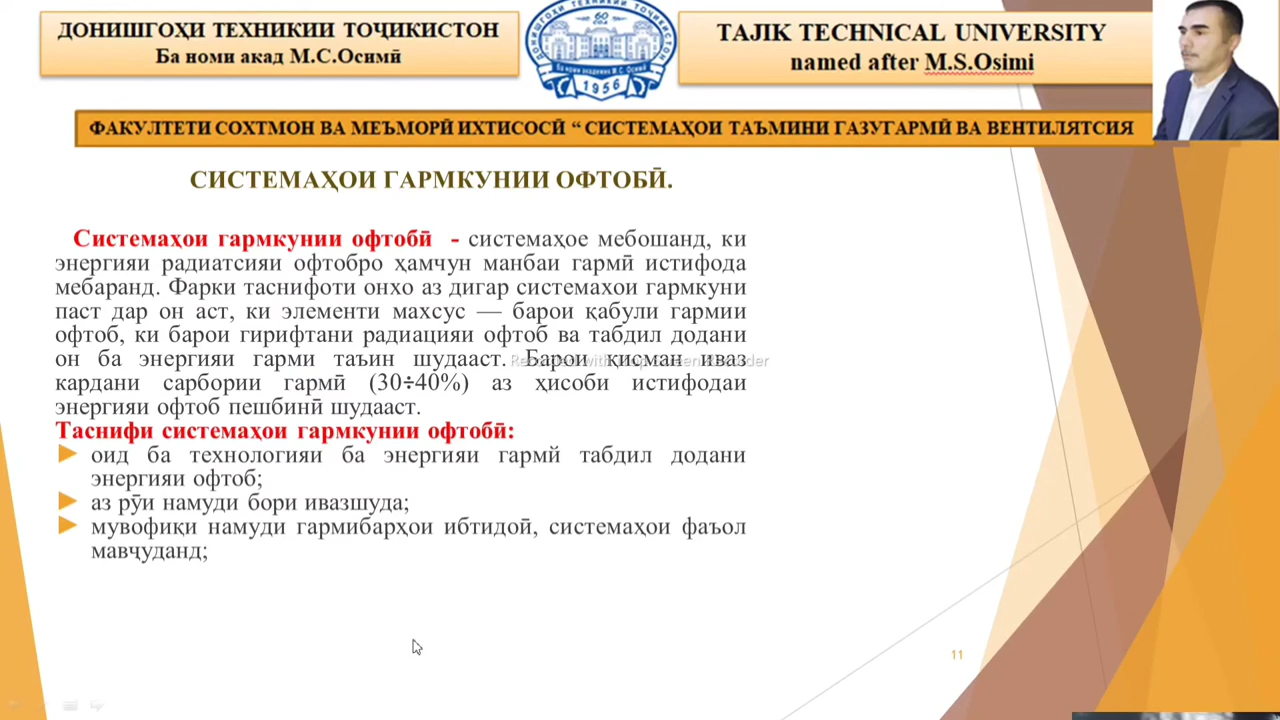 ДОНИШГОҲИ ТЕХНИКИИ ТОҶИКИСТОН
Ба номи акад М.С.Осимӣ
60
СОЛ
1956
TAJIK TECHNICAL UNIVERSITY
named after M.S.Osimi
ФАКУЛТЕТИ СОХТМОН ВА МЕЪМОРӢ ИХТИСОСӢ “ СИСТЕМАҲОИ ТАЪМИНИ ГАЗУГАРМӢ ВА ВЕНТИЛЯТСИЯ
СИСТЕМАҲОИ ГАРМКУНИИ ОФТОБӢ.
Системаҳои гармкунии офтобӣ - системаҳое мебошанд, ки
энергияи радиатсияи офтобро ҳамчун манбаи гармӣ истифода
мебаранд. Фарки таснифоти онхо аз дигар системахои гармкуни
паст дар он аст, ки элементи махсус — барои қабули гармии
офтоб, ки барои гирифтани радиацияи офтоб ва табдил додани
он ба энергияи гарми таъин шудааст. Барои қисман иваз
кардани сарбории гармӣ (30÷40%) аз ҳисоби истифодаи
энергияи офтоб пешбинӣ шудааст.
Таснифи системаҳои гармкунии офтобӣ:
оид ба технологияи ба энергияи гармӣ табдил додани
энергияи офтоб;
аз рӯи намуди бори ивазшуда;
мувофиқи намуди гармибарҳои ибтидоӣ, системаҳои фаъол
мавҷуданд;
11